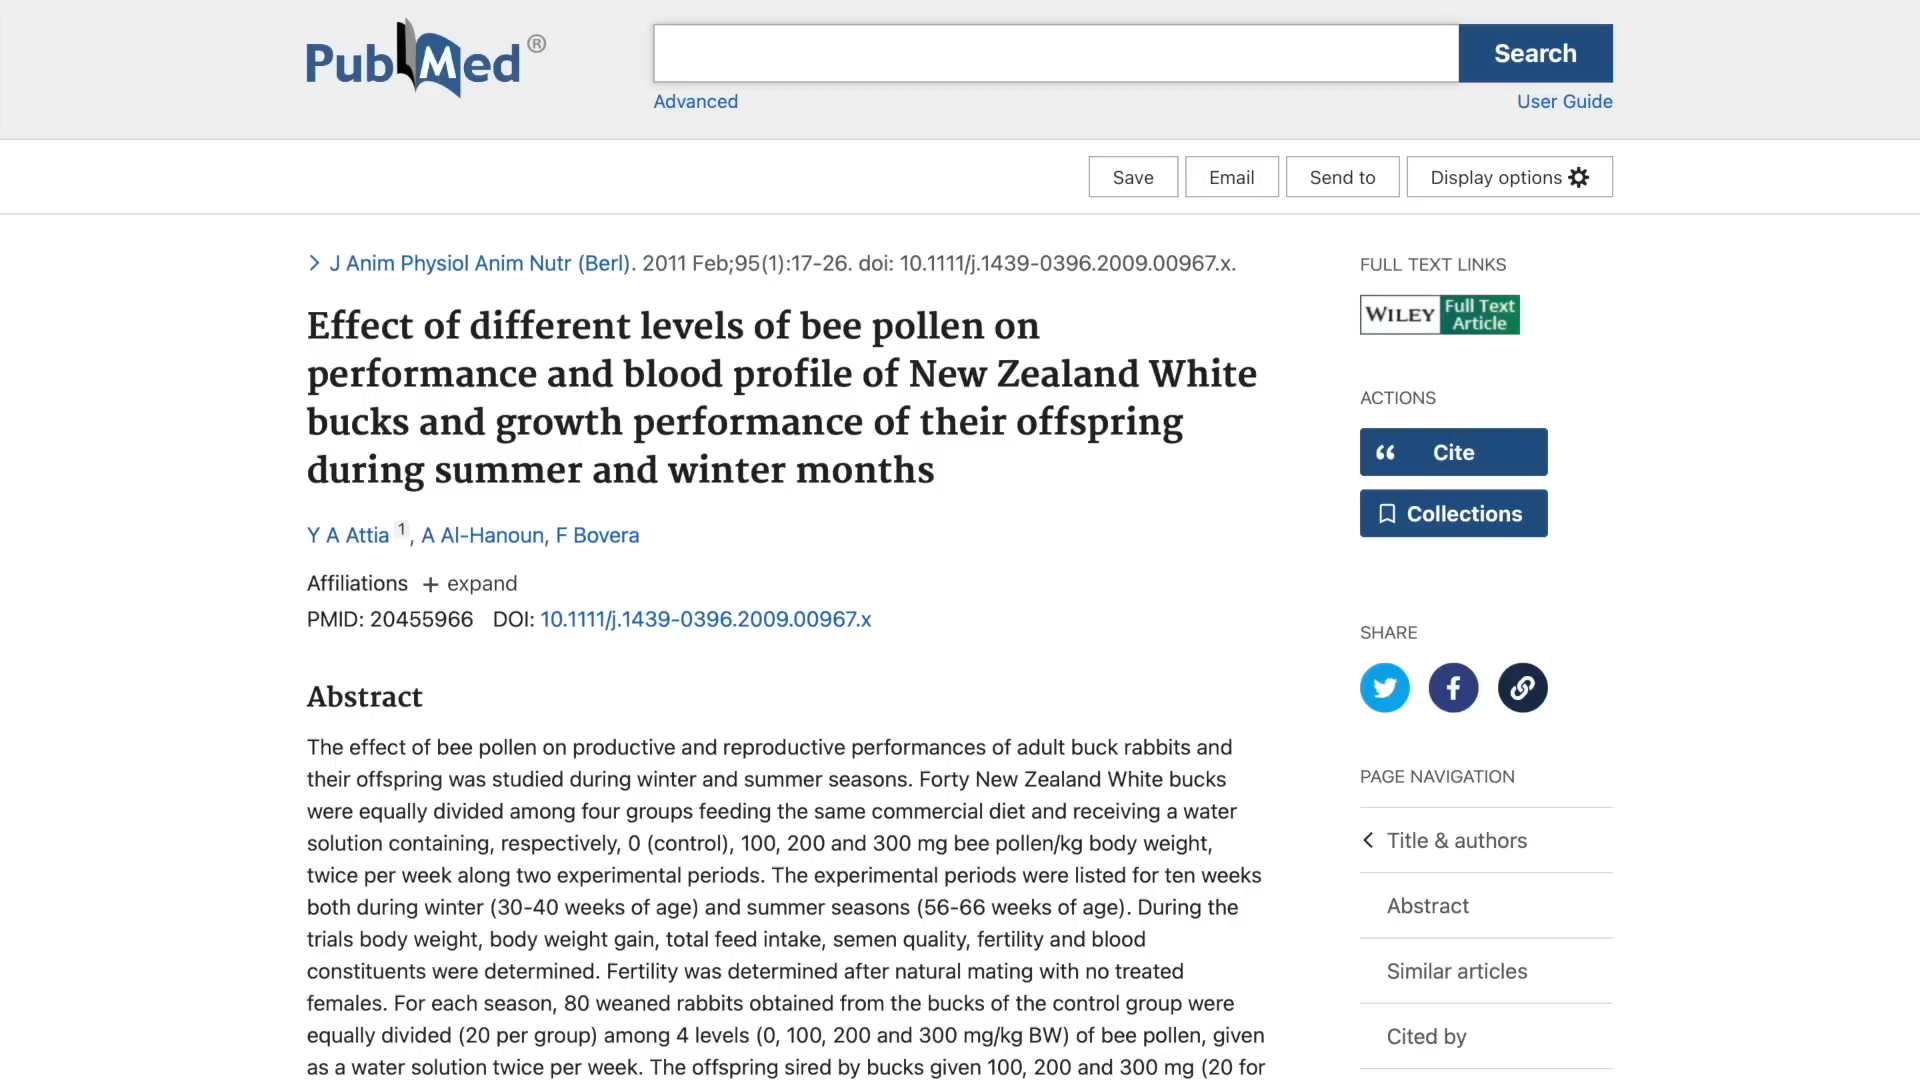 PubMed®
Search
Advanced
User Guide
Save
Email
Send to
Display options
J Anim Physiol Anim Nutr (Berl). 2011 Feb;95(1):17-26. doi: 10.1111/j.1439-0396.2009.00967.x.
Effect of different levels of bee pollen on
performance and blood profile of New Zealand White
bucks and growth performance of their offspring
during summer and winter months
Y A Attia 1, A Al-Hanoun, F Bovera
Affiliations + expand
PMID: 20455966 DOI: 10.1111/j.1439-0396.2009.00967.x
Abstract
The effect of bee pollen on productive and reproductive performances of adult buck rabbits and
their offspring was studied during winter and summer seasons. Forty New Zealand White bucks
were equally divided among four groups feeding the same commercial diet and receiving a water
solution containing, respectively, 0 (control), 100, 200 and 300 mg bee pollen/kg body weight,
twice per week along two experimental periods. The experimental periods were listed for ten weeks
both during winter (30-40 weeks of age) and summer seasons (56-66 weeks of age). During the
trials body weight, body weight gain, total feed intake, semen quality, fertility and blood
constituents were determined. Fertility was determined after natural mating with no treated
females. For each season, 80 weaned rabbits obtained from the bucks of the control group were
equally divided (20 per group) among 4 levels (0, 100, 200 and 300 mg/kg BW) of bee pollen, given
as a water solution twice per week. The offspring sired by bucks given 100, 200 and 300 mg (20 for
FULL TEXT LINKS
WILEY Full Text
Article
ACTIONS
Cite
Collections
SHARE
PAGE NAVIGATION
Title & authors
Abstract
Similar articles
Cited by